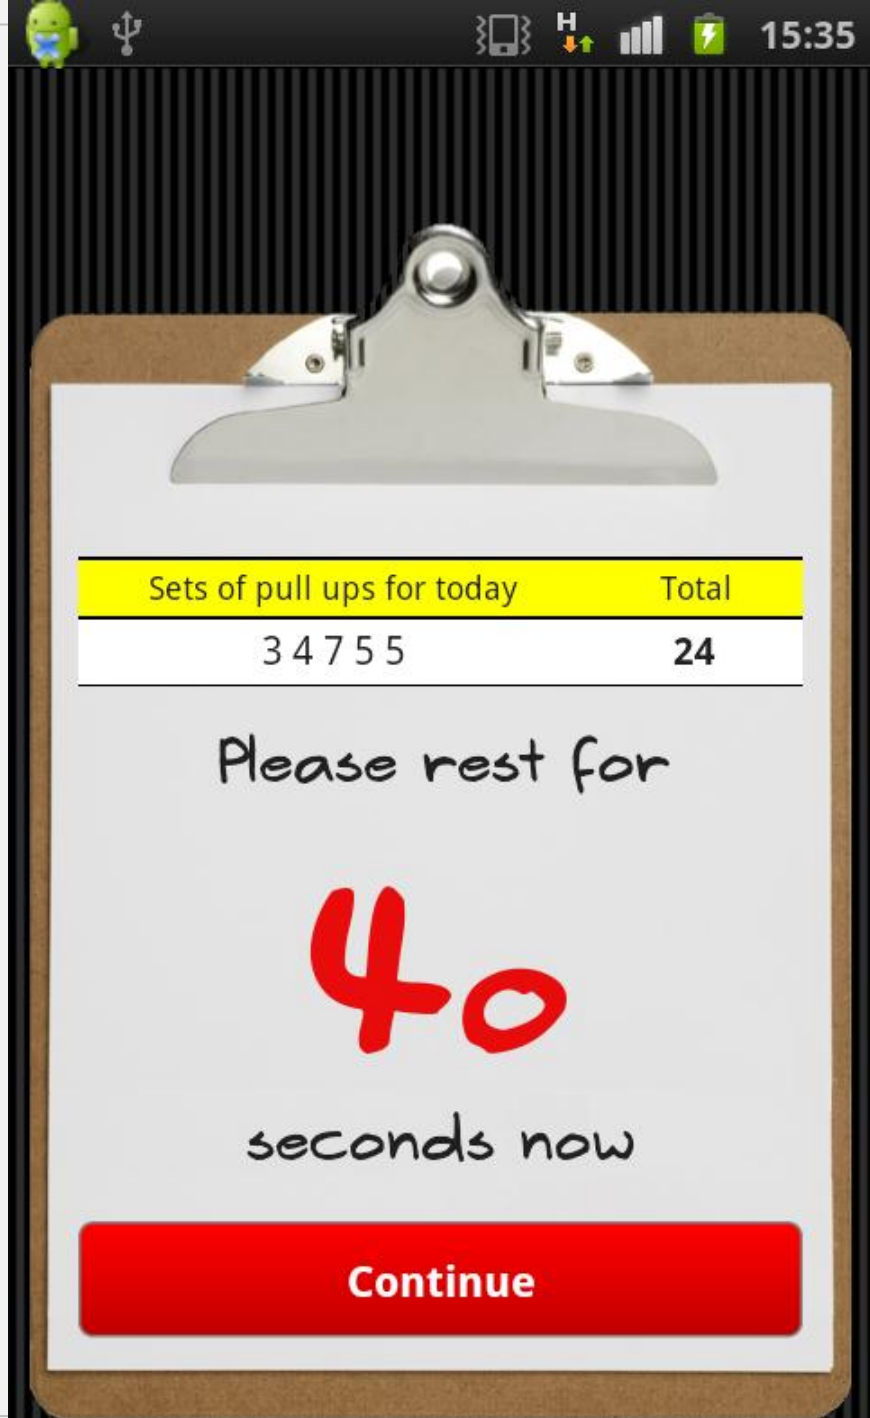 H
15:35
Sets of pull ups for today Total
3 4 7 5 5 24
Please rest for
40
seconds now
Continue